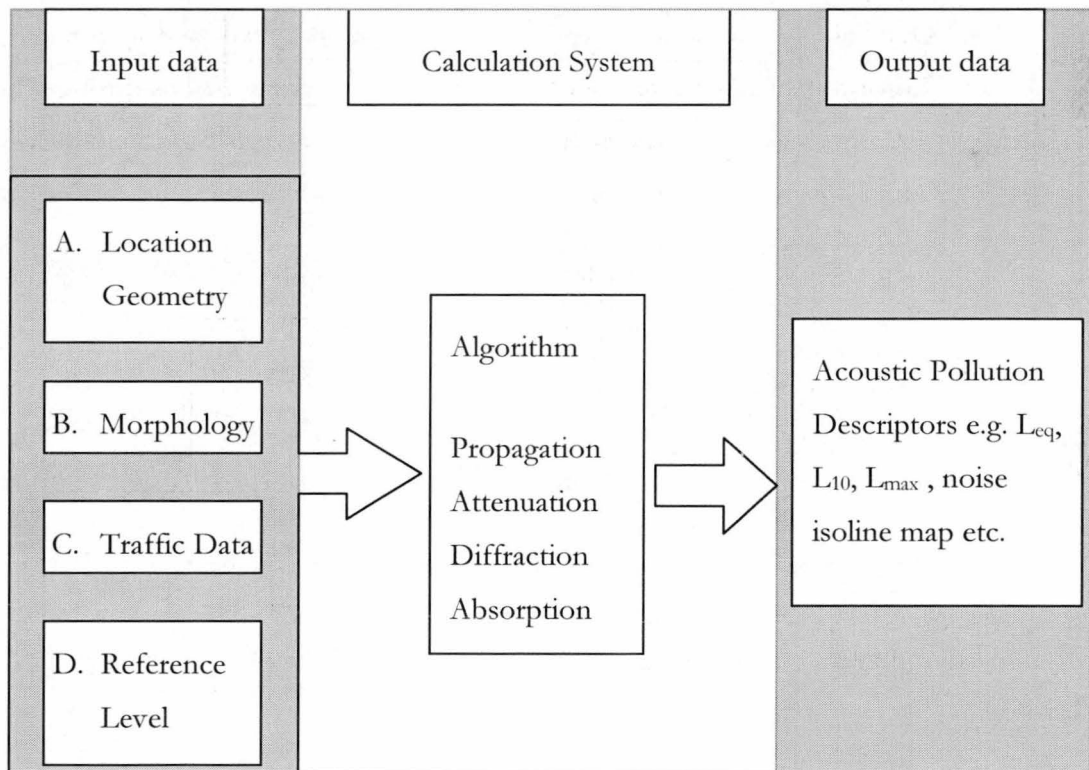 Input data
Calculation System
Output data
A. Location
Geometry
B. Morphology
C. Traffic Data
D. Reference
Level
Algorithm
Propagation
Attenuation
Diffraction
Absorption
Acoustic Pollution
Descriptors e.g. Leq,
L10, Lmax , noise
isoline map etc.